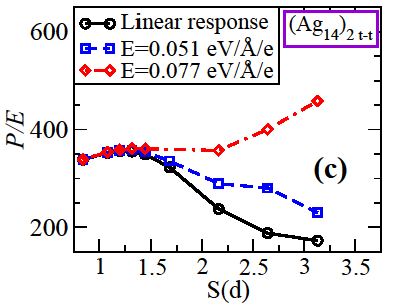 600
Linear response
(Ag14)2 t-t
E=0.051 eV/Å/e
E=0.077 eV/Å/e
P/E
400
(c)
200
1 1.5 2 2.5 3 3.5
S(d)